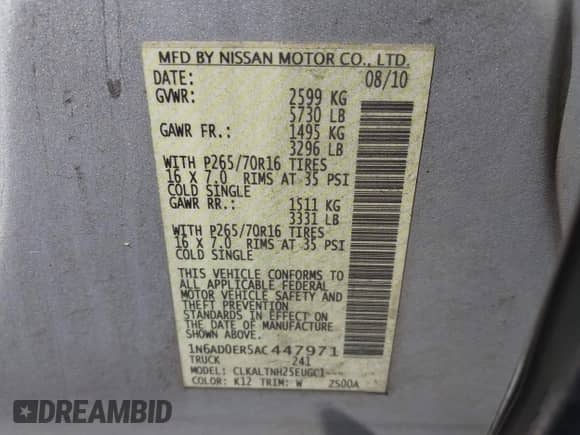 MFD BY NISSAN MOTOR CO., LTD.
DATE: 08/10
GVWR: 2599 KG
5730 LB
GAWR FR.: 1495 KG
3296 LB
WITH P265/70R16 TIRES
16 X 7.0 RIMS AT 35 PSI
COLD SINGLE
GAWR RR.: 1511 KG
3331 LB
WITH P265/70R16 TIRES
16 X 7.0 RIMS AT 35 PSI
COLD SINGLE
THIS VEHICLE CONFORMS TO
ALL APPLICABLE FEDERAL
MOTOR VEHICLE SAFETY AND
THEFT PREVENTION
STANDARDS IN EFFECT ON
THE DATE OF MANUFACTURE
SHOWN ABOVE.
1N6AD0ER5AC447971
TRUCK 241
MODEL: CLKALTNH25EUGC1---
COLOR: K12 TRIM: W ZS00A
DREAMBID